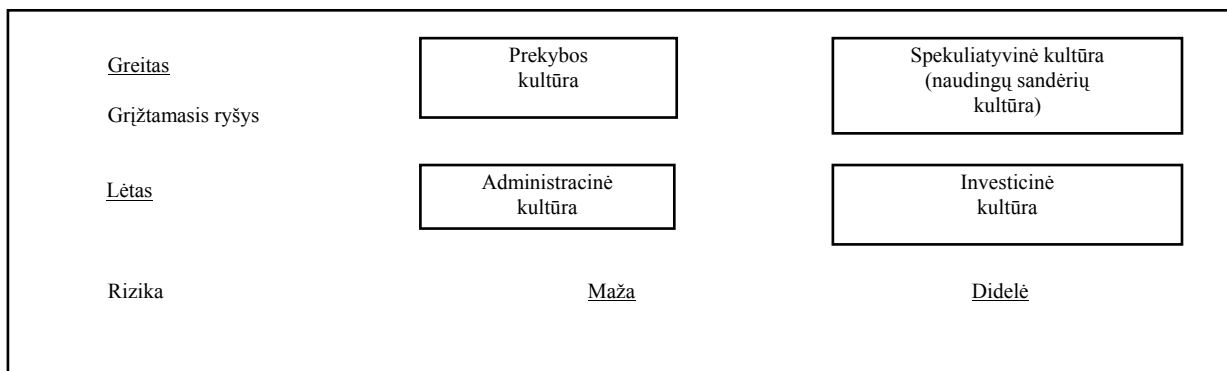 Greitas
Prekybos
kultūra
Spekuliatyvinė kultūra
(naudingų sandėrių
kultūra)
Grįžtamasis ryšys
Lėtas
Administracinė
kultūra
Investicinė
kultūra
Rizika
Maža
Didelė